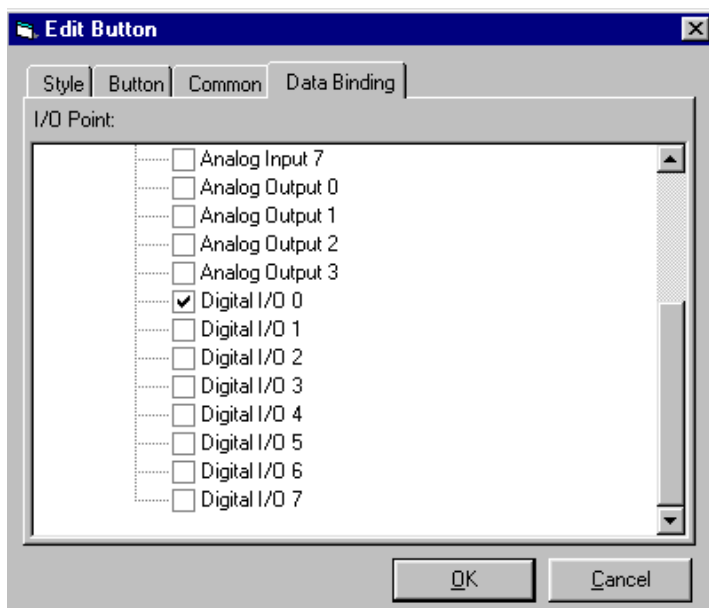 Edit Button
Style Button Common Data Binding
I/O Point:
Analog Input 7
Analog Output 0
Analog Output 1
Analog Output 2
Analog Output 3
Digital I/O 0
Digital I/O 1
Digital I/O 2
Digital I/O 3
Digital I/O 4
Digital I/O 5
Digital I/O 6
Digital I/O 7
OK Cancel